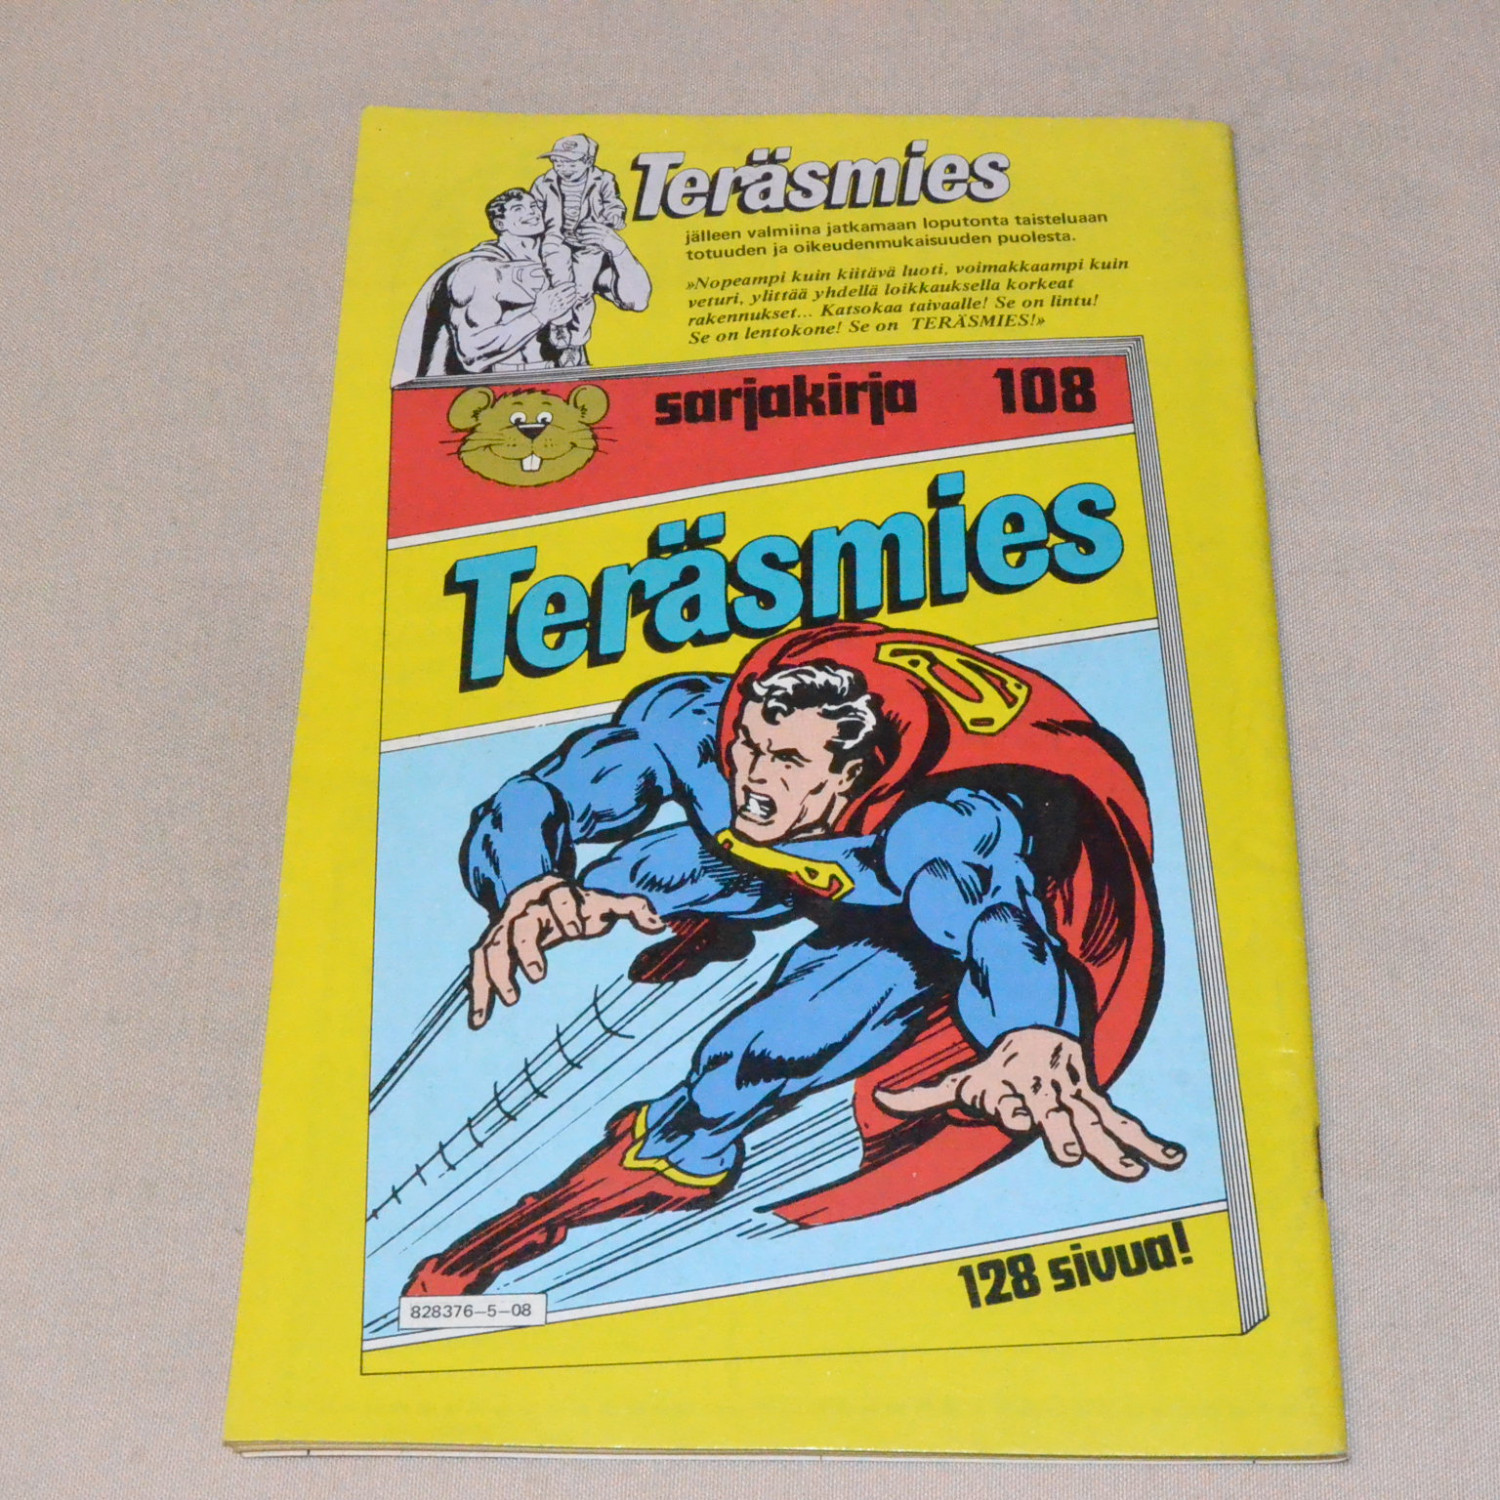 Teräsmies
jälleen valmiina jatkamaan loputonta taisteluaan
totuuden ja oikeudenmukaisuuden puolesta.
»Nopeampi kuin kiitävä luoti, voimakkaampi kuin
veturi, ylittää yhdellä loikkauksella korkeat
rakennukset... Katsokaa taivaalle! Se on lintu!
Se on lentokone! Se on TERÄSMIES!»
sarjakirja 108
Teräsmies
S
S
128 sivua!
828376-5-08